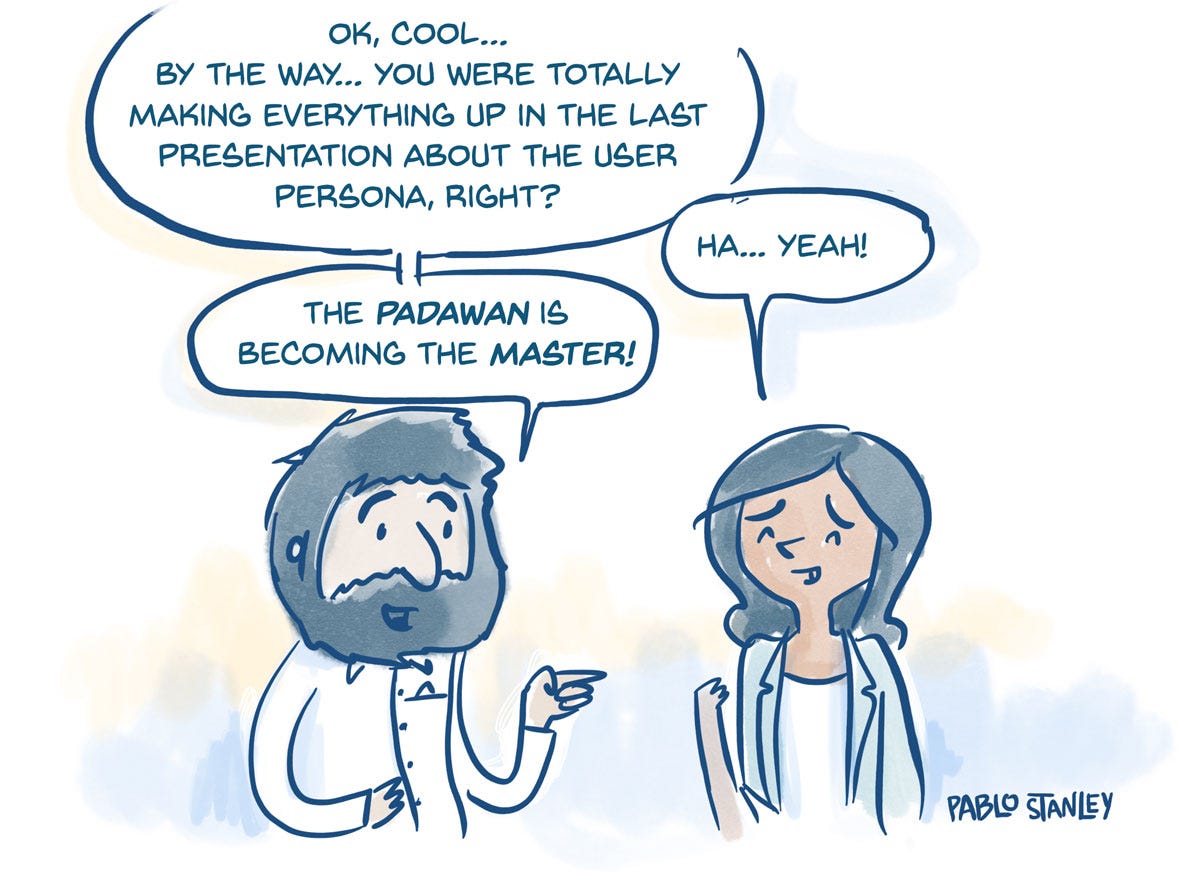 OK, COOL...
BY THE WAY... YOU WERE TOTALLY
MAKING EVERYTHING UP IN THE LAST
PRESENTATION ABOUT THE USER
PERSONA, RIGHT?
HA... YEAH!
THE PADAWAN IS
BECOMING THE MASTER!
PABLO STANLEY